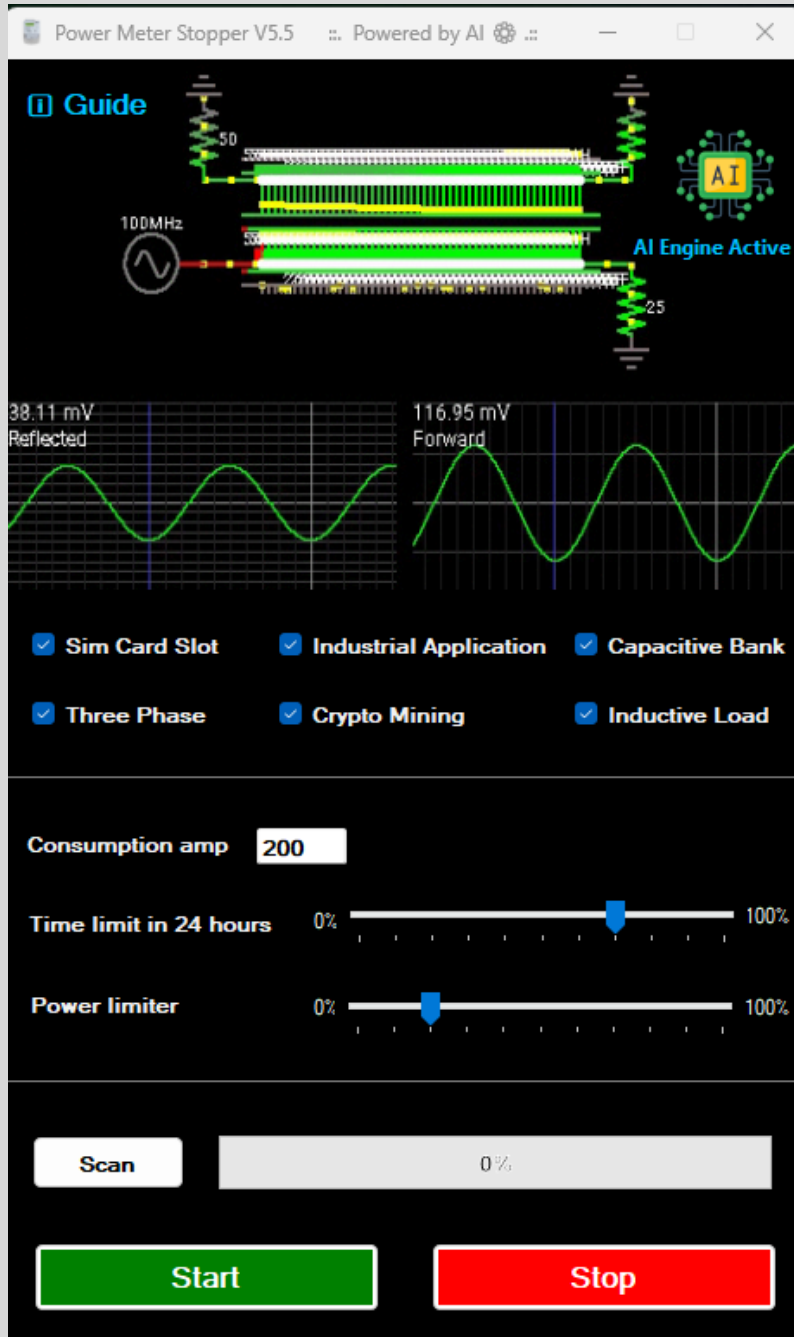 Power Meter Stopper V5.5 ::. Powered by AI .::
Guide
50
AI
100MHz
AI Engine Active
25
38.11 mV
Reflected
116.95 mV
Forward
Sim Card Slot Industrial Application Capacitive Bank
Three Phase Crypto Mining Inductive Load
Consumption amp 200
Time limit in 24 hours 0% 100%
Power limiter 0% 100%
Scan 0%
Start Stop